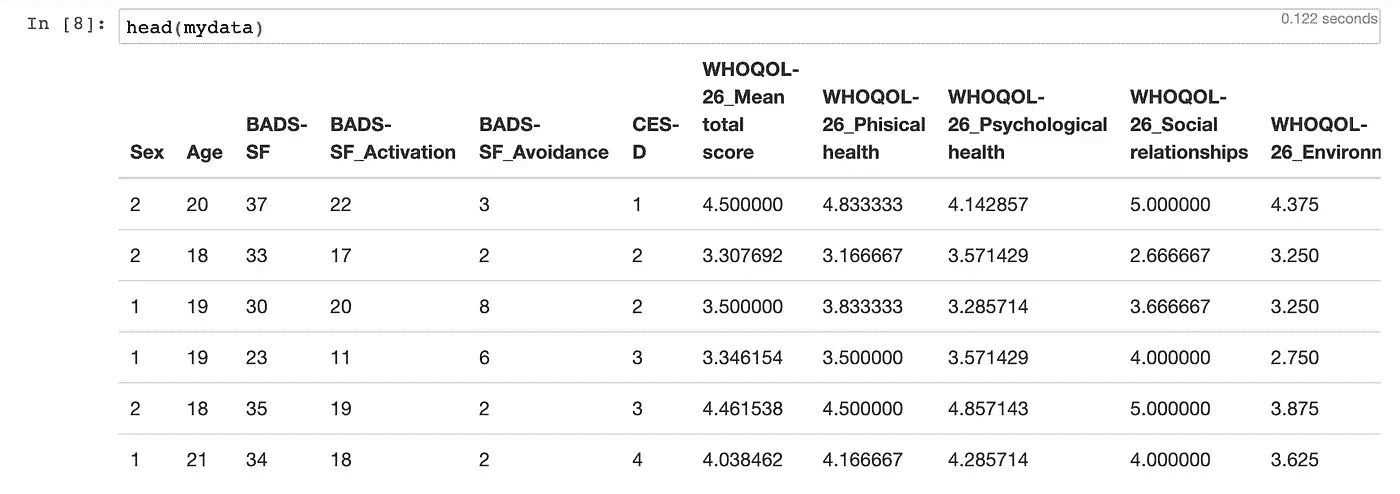 In [8]:
head(mydata)
0.122 seconds
WHOQOL-
26_Mean WHOQOL- WHOQOL- WHOQOL-
BADS- BADS- BADS- CES- total 26_Phisical 26_Psychological 26_Social WHOQOL-
Sex Age SF SF_Activation SF_Avoidance D score health health relationships 26_Environn
2 20 37 22 3 1 4.500000 4.833333 4.142857 5.000000 4.375
2 18 33 17 2 2 3.307692 3.166667 3.571429 2.666667 3.250
1 19 30 20 8 2 3.500000 3.833333 3.285714 3.666667 3.250
1 19 23 11 6 3 3.346154 3.500000 3.571429 4.000000 2.750
2 18 35 19 2 3 4.461538 4.500000 4.857143 5.000000 3.875
1 21 34 18 2 4 4.038462 4.166667 4.285714 4.000000 3.625